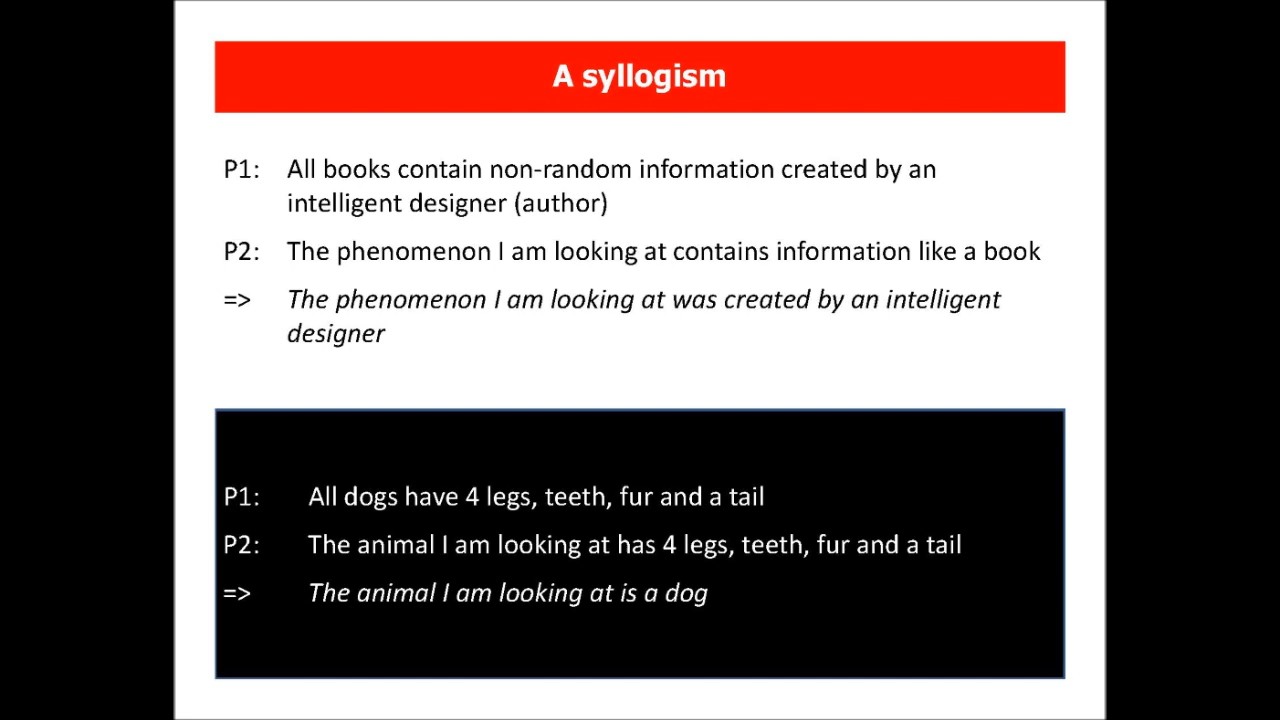 A syllogism
P1: All books contain non-random information created by an
intelligent designer (author)
P2: The phenomenon I am looking at contains information like a book
=> The phenomenon I am looking at was created by an intelligent
designer
P1: All dogs have 4 legs, teeth, fur and a tail
P2: The animal I am looking at has 4 legs, teeth, fur and a tail
=> The animal I am looking at is a dog